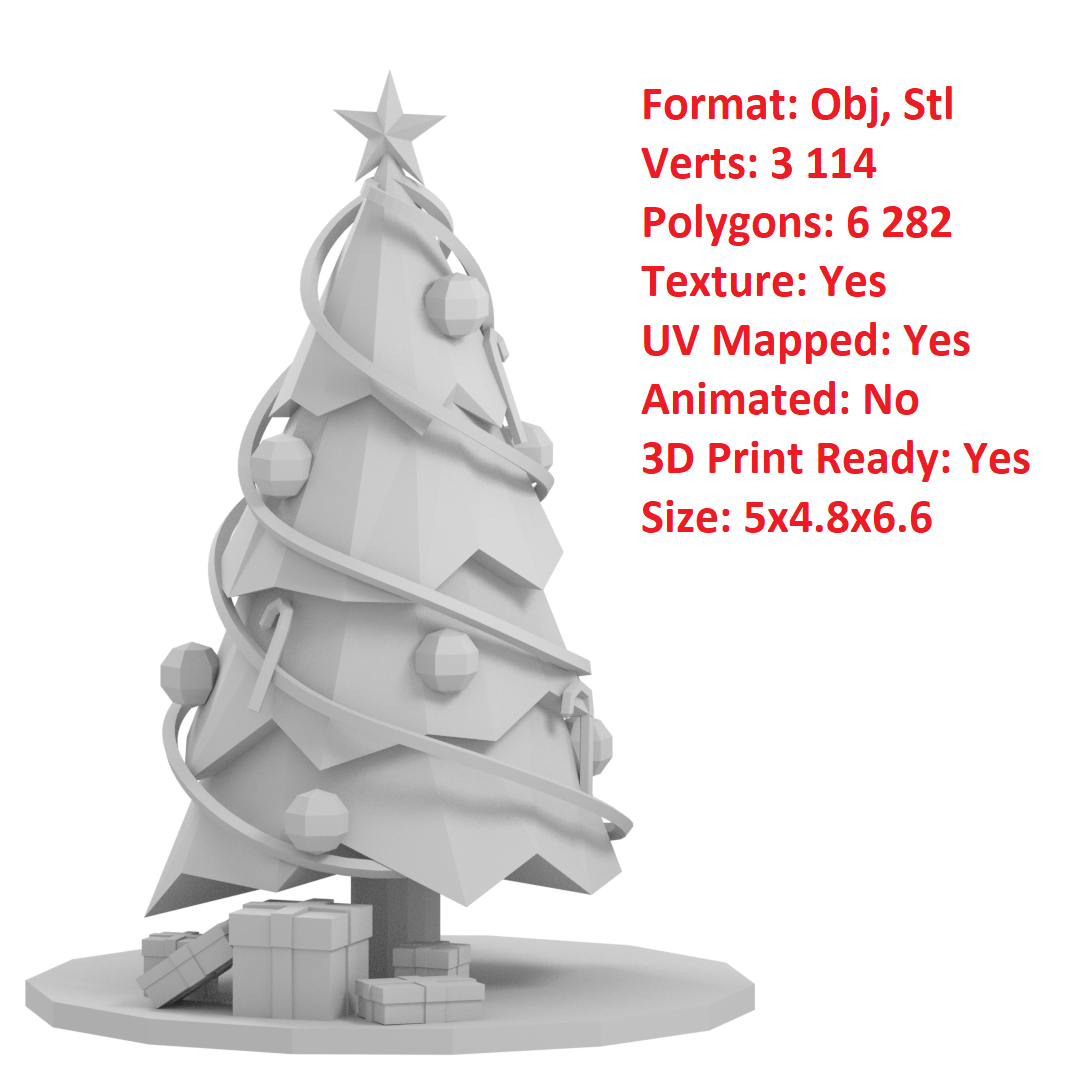 Format: Obj, Stl
Verts: 3 114
Polygons: 6 282
Texture: Yes
UV Mapped: Yes
Animated: No
3D Print Ready: Yes
Size: 5x4.8x6.6